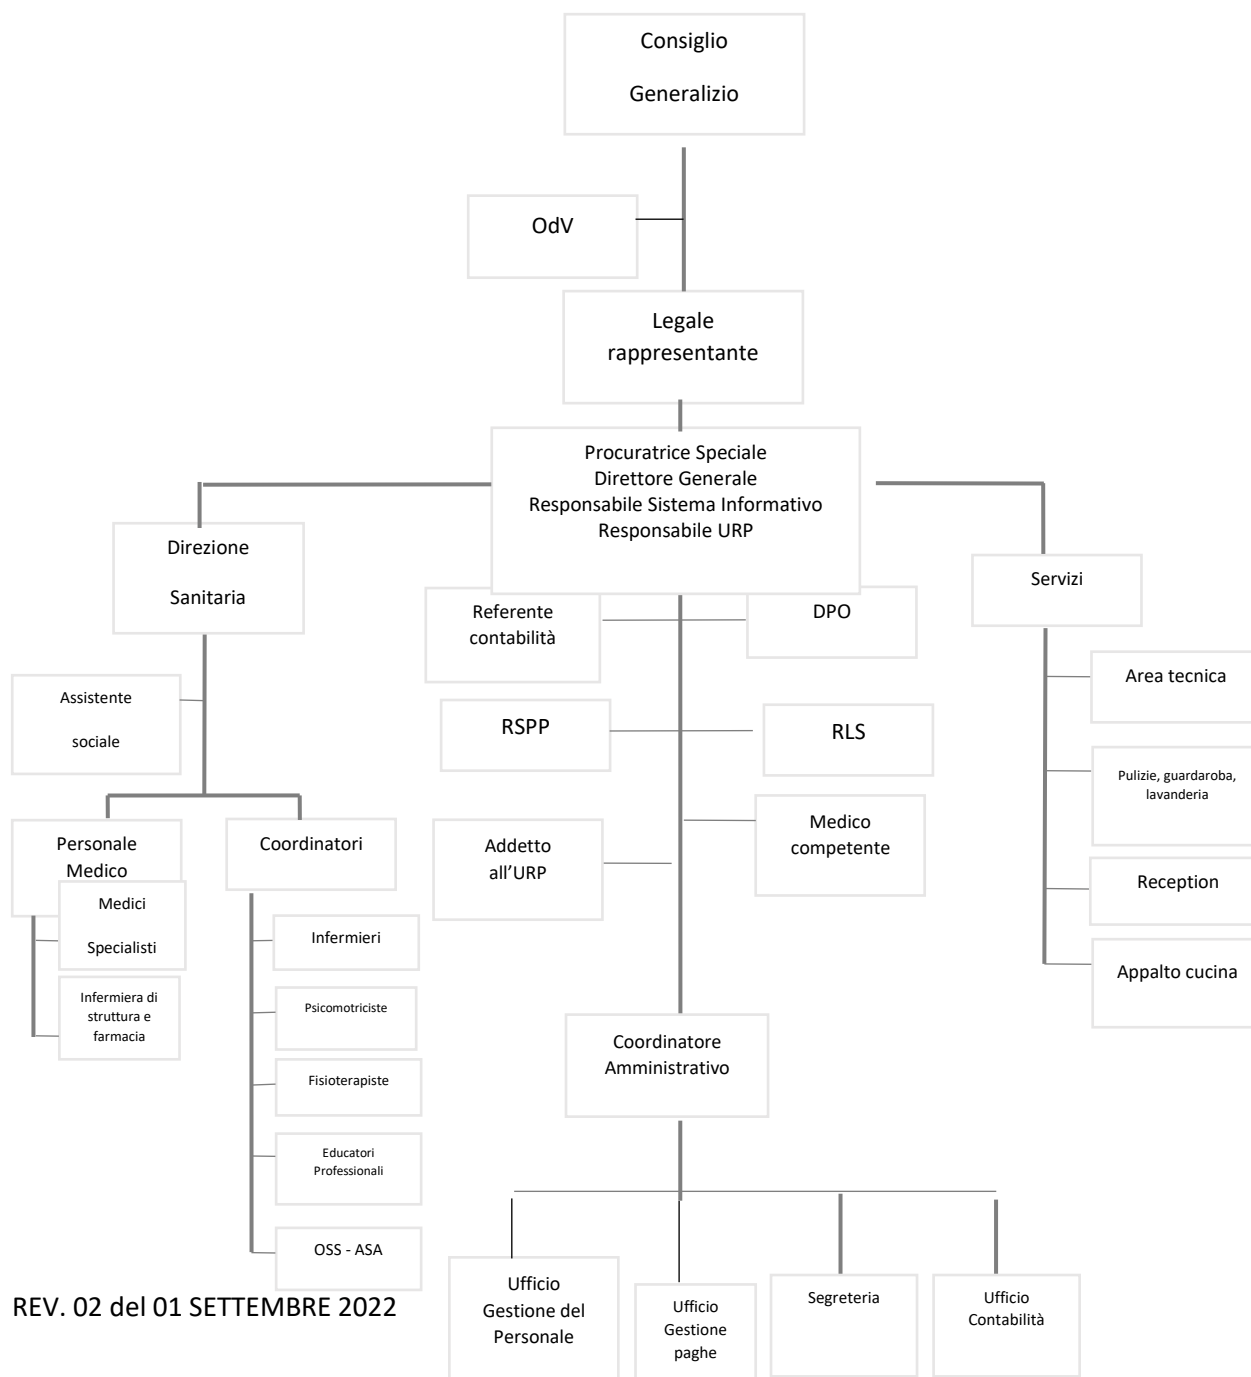 Consiglio
Generalizio
OdV
Legale
rappresentante
Procuratrice Speciale
Direttore Generale
Responsabile Sistema Informativo
Responsabile URP
Direzione
Sanitaria
Servizi
Referente
contabilità
DPO
Assistente
sociale
RSPP
RLS
Area tecnica
Pulizie, guardaroba,
lavanderia
Personale
Medico
Coordinatori
Addetto
all’URP
Medico
competente
Reception
Medici
Specialisti
Infermieri
Appalto cucina
Infermiera di
struttura e
farmacia
Psicomotriciste
Fisioterapiste
Coordinatore
Amministrativo
Educatori
Professionali
OSS - ASA
Ufficio
Gestione del
Personale
Ufficio
Gestione
paghe
Segreteria
Ufficio
Contabilità
REV. 02 del 01 SETTEMBRE 2022